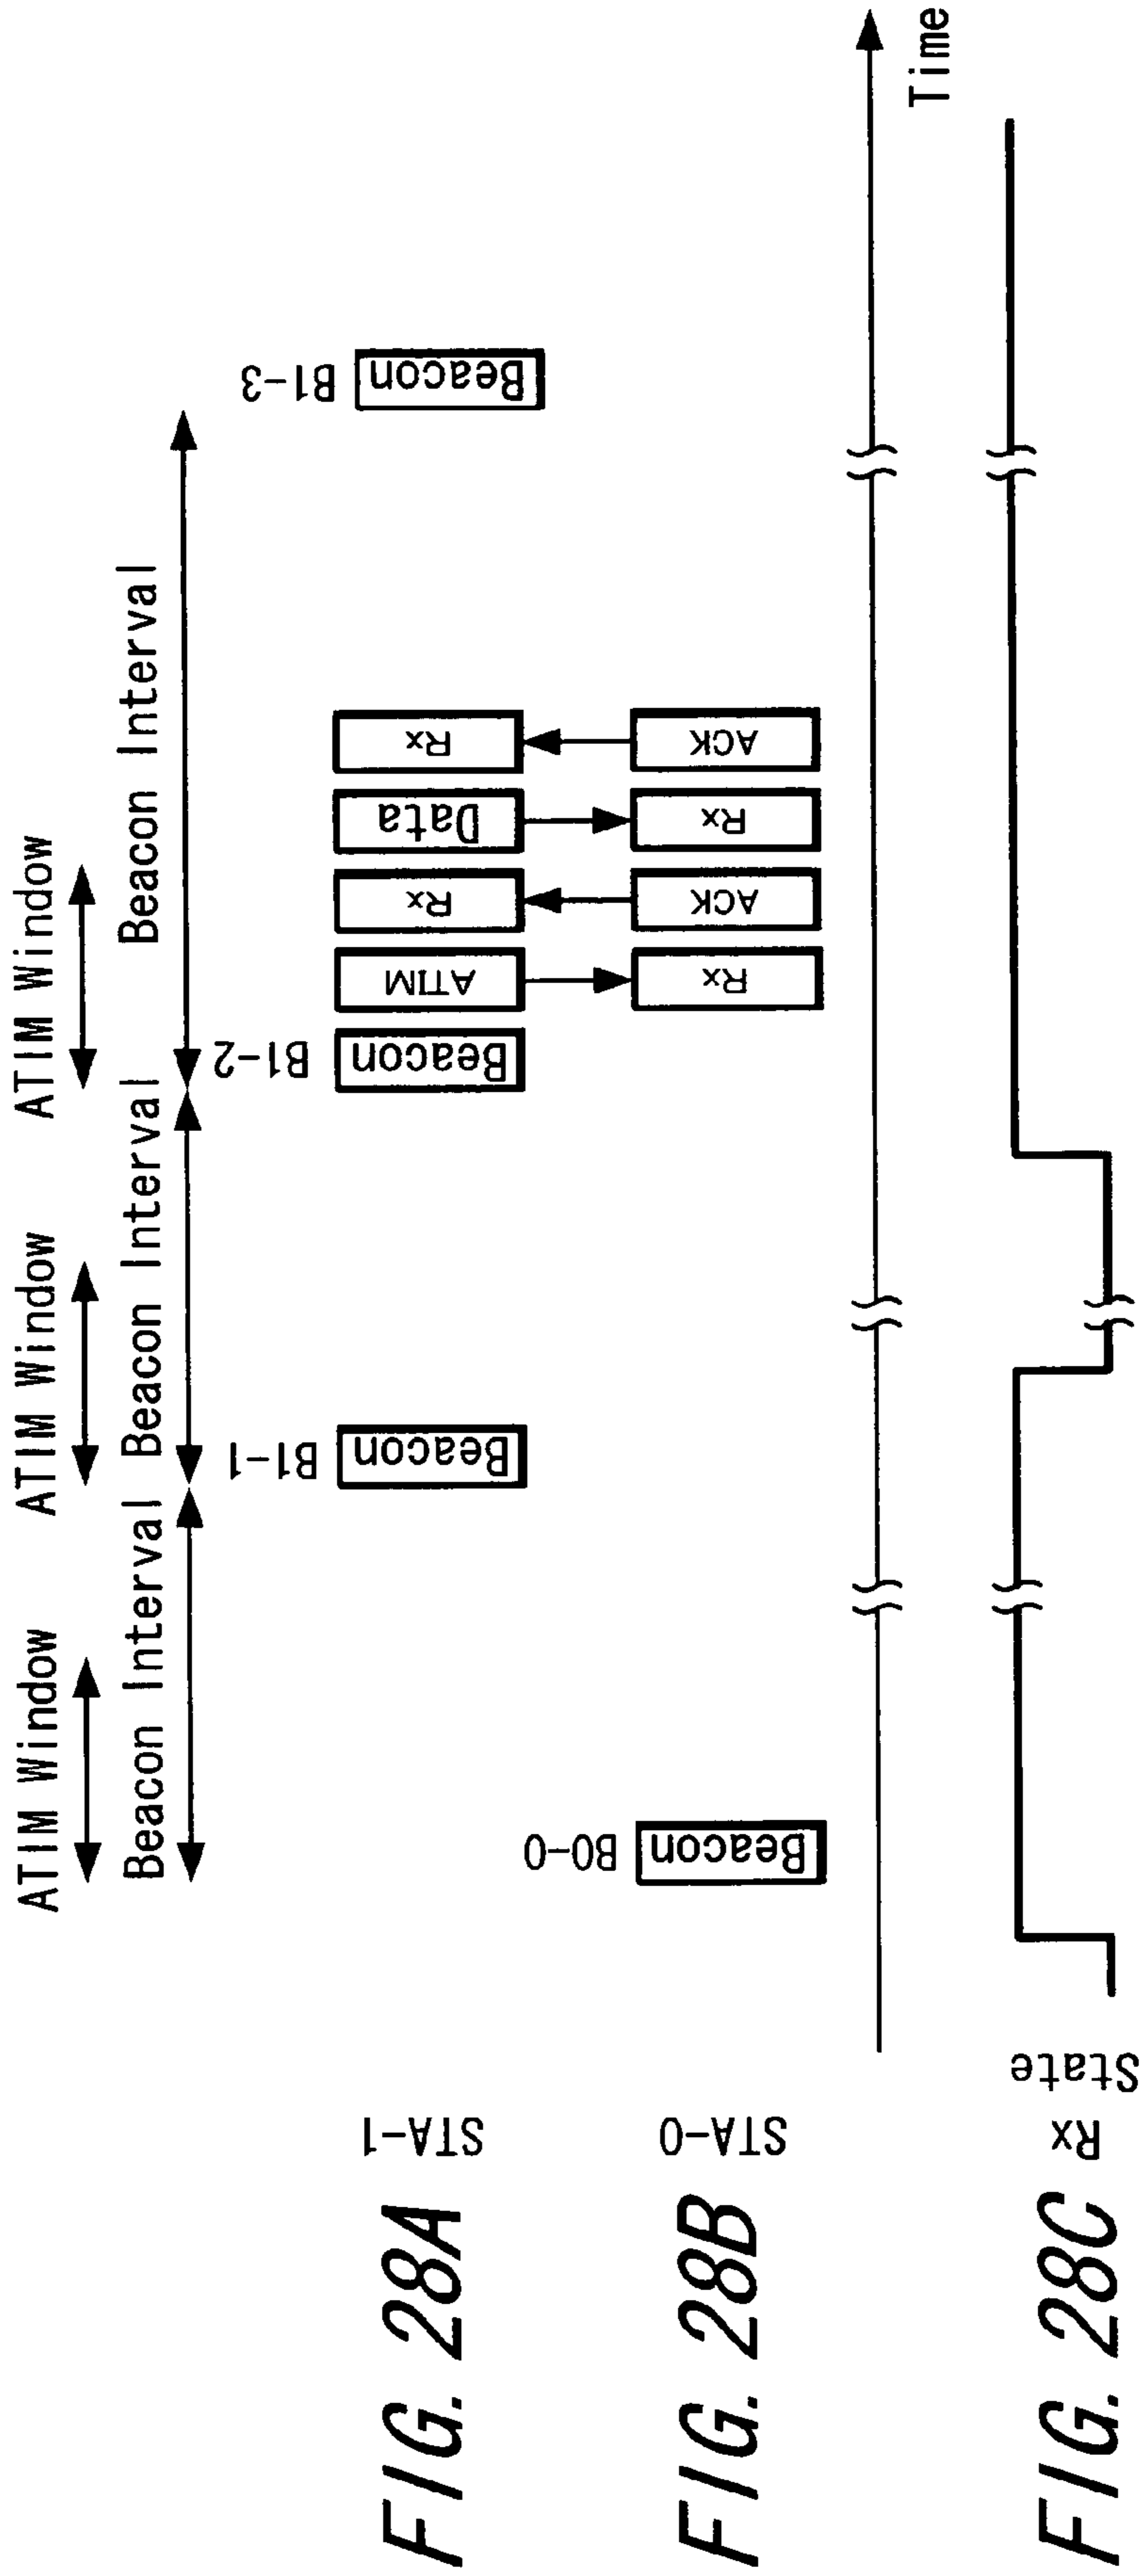 ATIM Window
ATIM Window
ATIM Window
Beacon Interval
Beacon Interval
Beacon Interval
FIG. 28A
STA-1
B1-1
Beacon
B1-2
Beacon
ATIM
Rx
Data
Rx
B1-3
Beacon
FIG. 28B
STA-0
B0-0
Beacon
Rx
ACK
Rx
ACK
Time
FIG. 28C
Rx
State